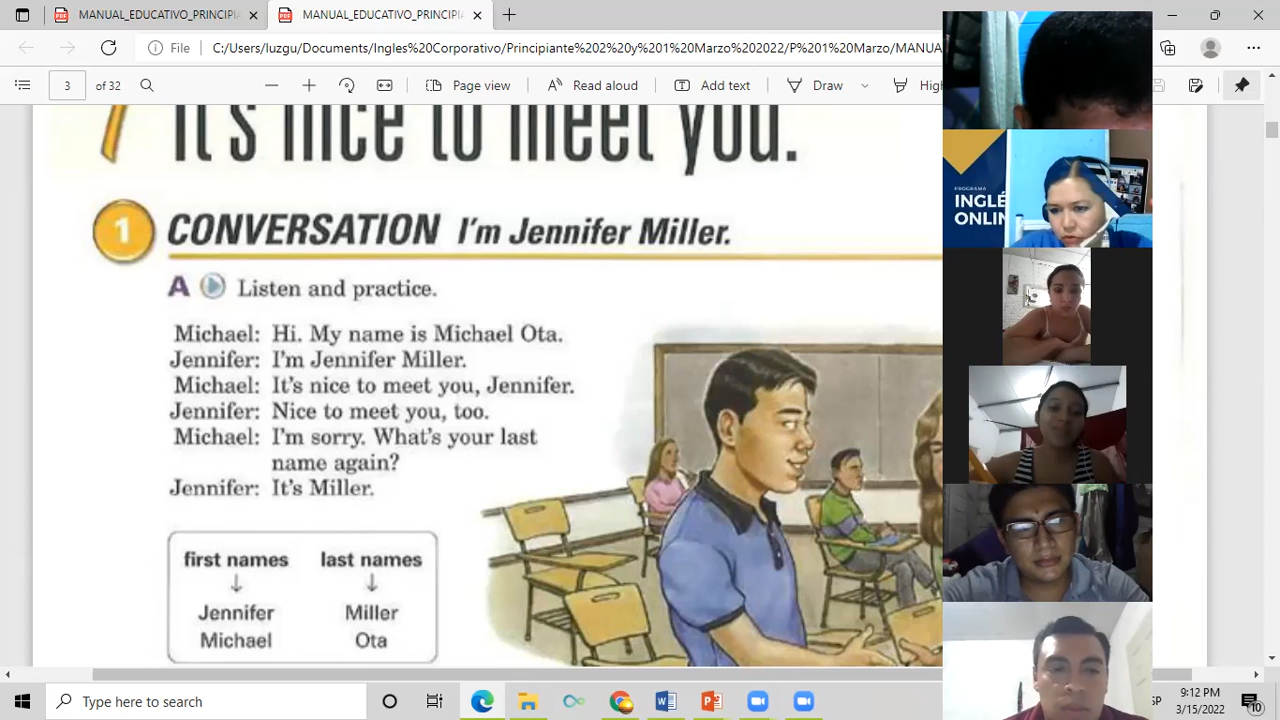 MANUAL_EDUCATIVO_PRINCIPI
MANUAL_EDUCATIVO_PRINCIPIA
File
C:/Users/luzgu/Documents/Ingles%20Corporativo/Principiante%202%20y%201%20Marzo%202022/P%201%20Marzo/MANUA
3 of 32
Page view
Read aloud
Add text
Draw
High
It's nice to meet you.
1 CONVERSATION I'm Jennifer Miller.
A Listen and practice.
Michael: Hi. My name is Michael Ota.
Jennifer: I'm Jennifer Miller.
Michael: It's nice to meet you, Jennifer.
Jennifer: Nice to meet you, too.
Michael: I'm sorry. What's your last
name again?
Jennifer: It's Miller.
first names last names
Jennifer Miller
Michael Ota
PROGRAMA
INGLÉ
ONLIN
Type here to search
SP
9:12 PM
3/15/2022
10